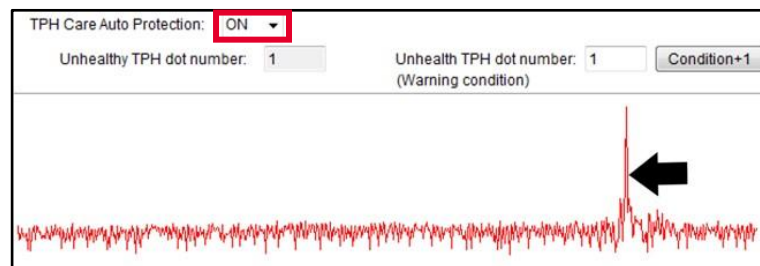 TPH Care Auto Protection: ON
Unhealthy TPH dot number: 1 Unhealth TPH dot number: 1 Condition+1
(Warning condition)